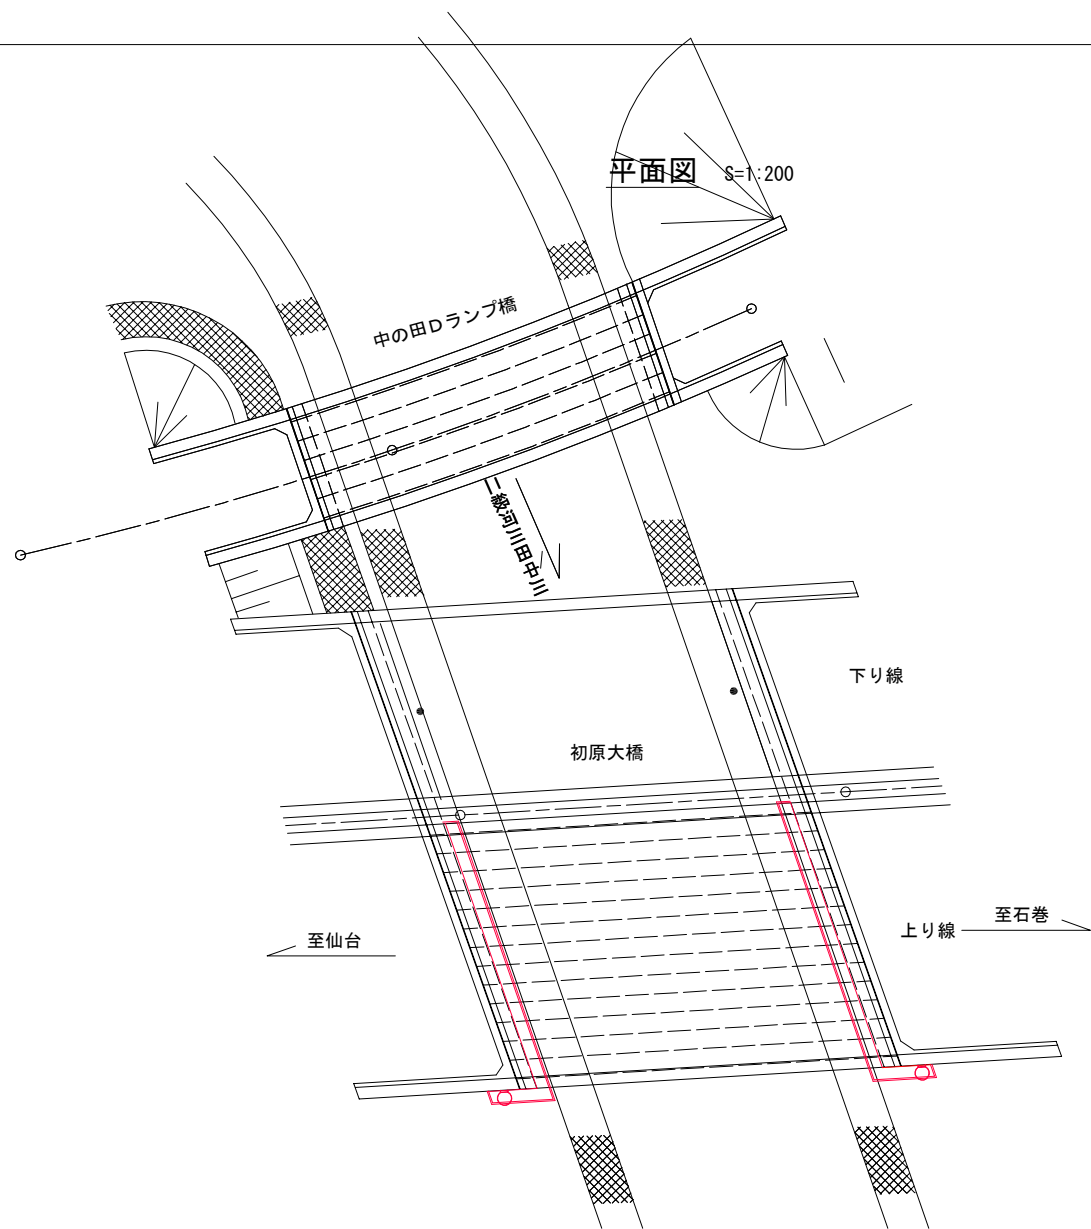 平面図 S=1:200
中の田Dランプ橋
二級河川田中川
下り線
初原大橋
上り線
至石巻
至仙台